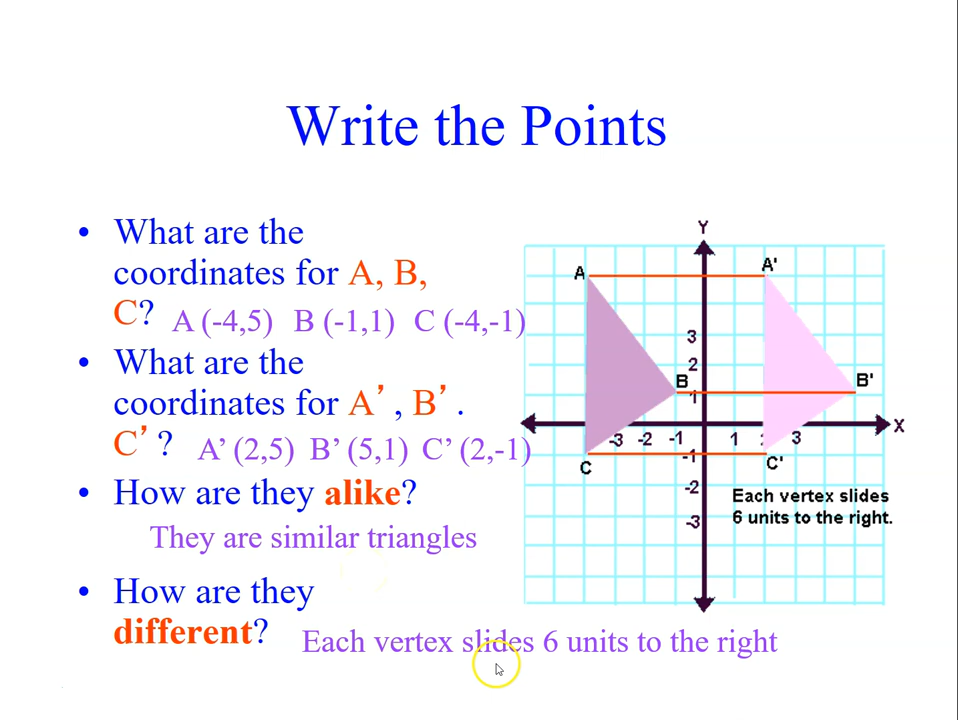 Write the Points
• What are the
coordinates for A, B,
C? A (-4,5) B (-1,1) C (-4,-1)
• What are the
coordinates for A’ , B’ .
C’ ? A’ (2,5) B’ (5,1) C’ (2,-1)
• How are they alike?
They are similar triangles
• How are they
different? Each vertex slides 6 units to the right
Y
A A'
3
2
B B'
1
X
-3 -2 -1 1 2 3
-1
C C'
-2
Each vertex slides
-3 6 units to the right.